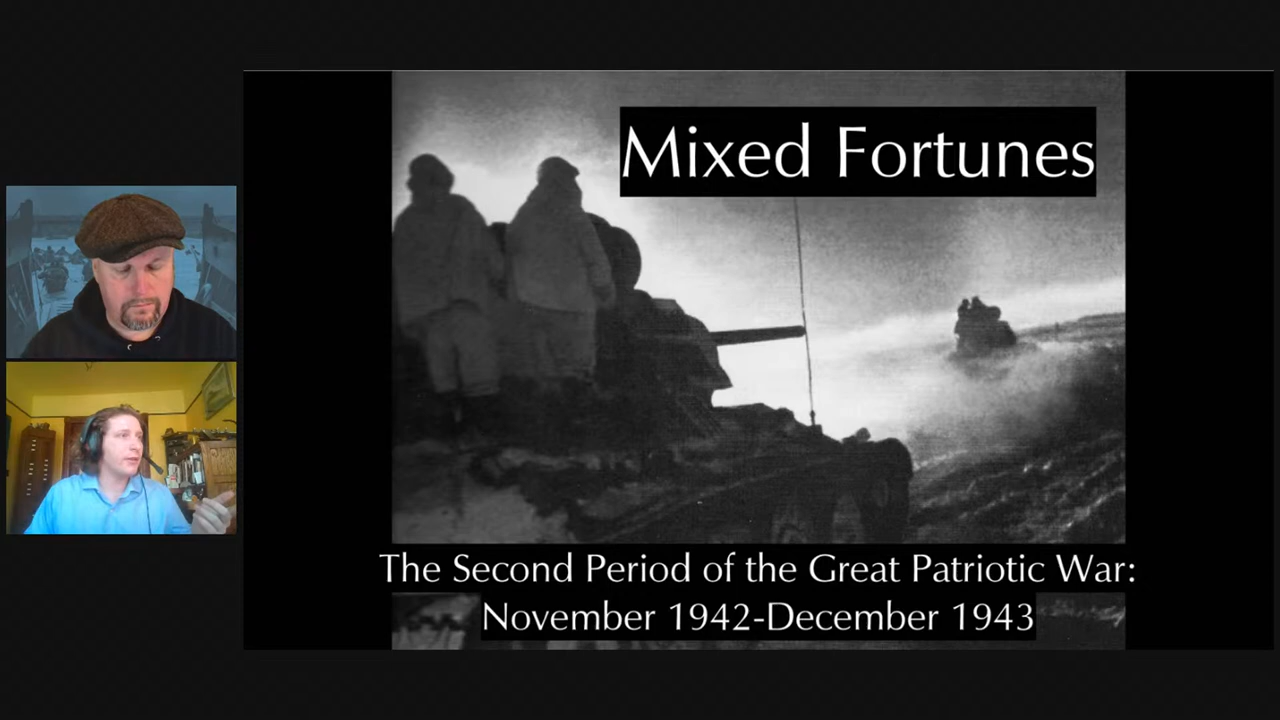 Mixed Fortunes
The Second Period of the Great Patriotic War:
November 1942-December 1943